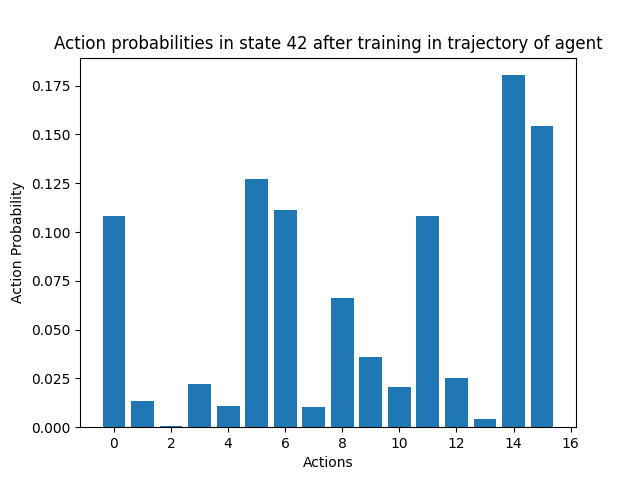 Action probabilities in state 42 after training in trajectory of agent
0.175
0.150
0.125
0.100
0.075
0.050
0.025
0.000
Action Probability
0 2 4 6 8 10 12 14 16
Actions